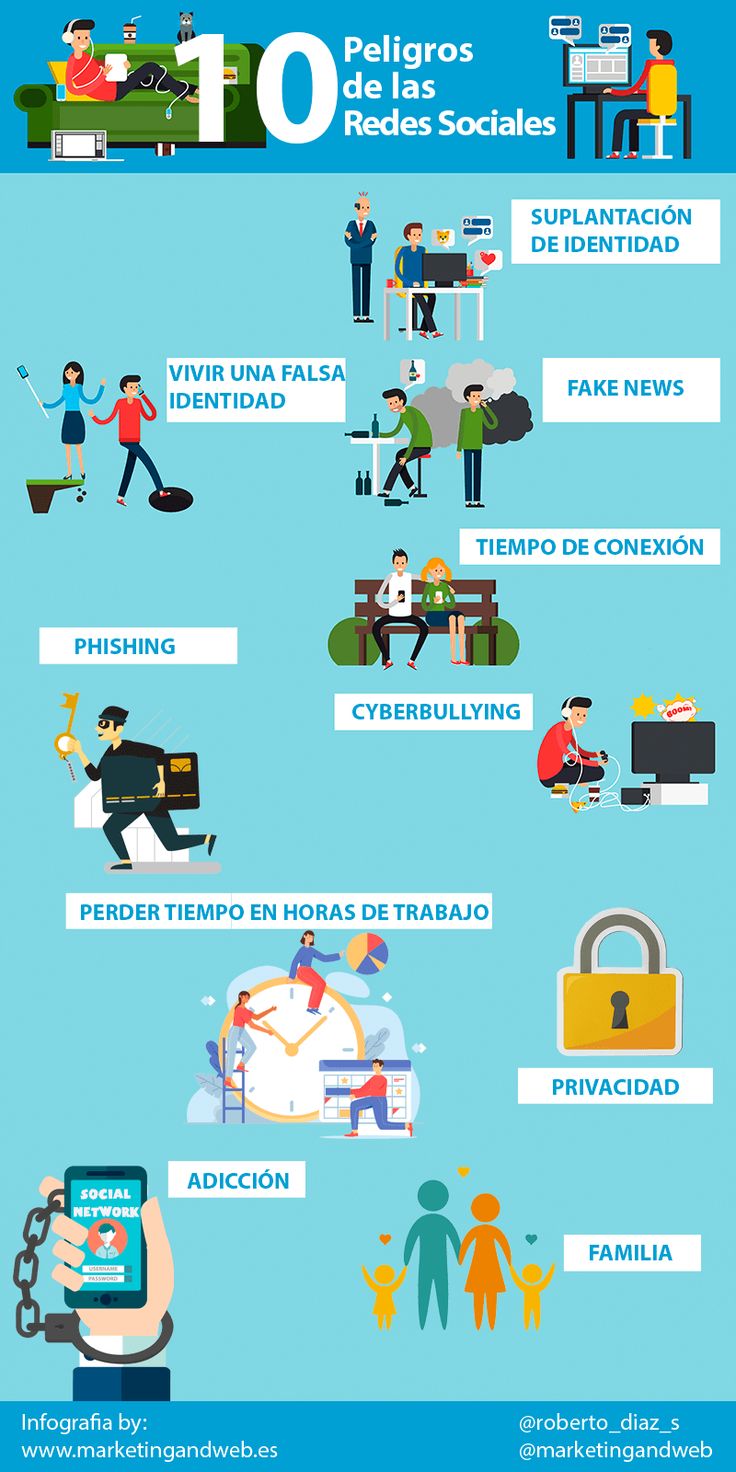 10
Peligros
de las
Redes Sociales
SUPLANTACIÓN
DE IDENTIDAD
VIVIR UNA FALSA
IDENTIDAD
FAKE NEWS
TIEMPO DE CONEXIÓN
PHISHING
CYBERBULLYING
BOOM!
PERDER TIEMPO EN HORAS DE TRABAJO
PRIVACIDAD
ADICCIÓN
SOCIAL
NETWORK
USERNAME
PASSWORD
FAMILIA
Infografia by:
www.marketingandweb.es
@roberto_diaz_s
@marketingandweb